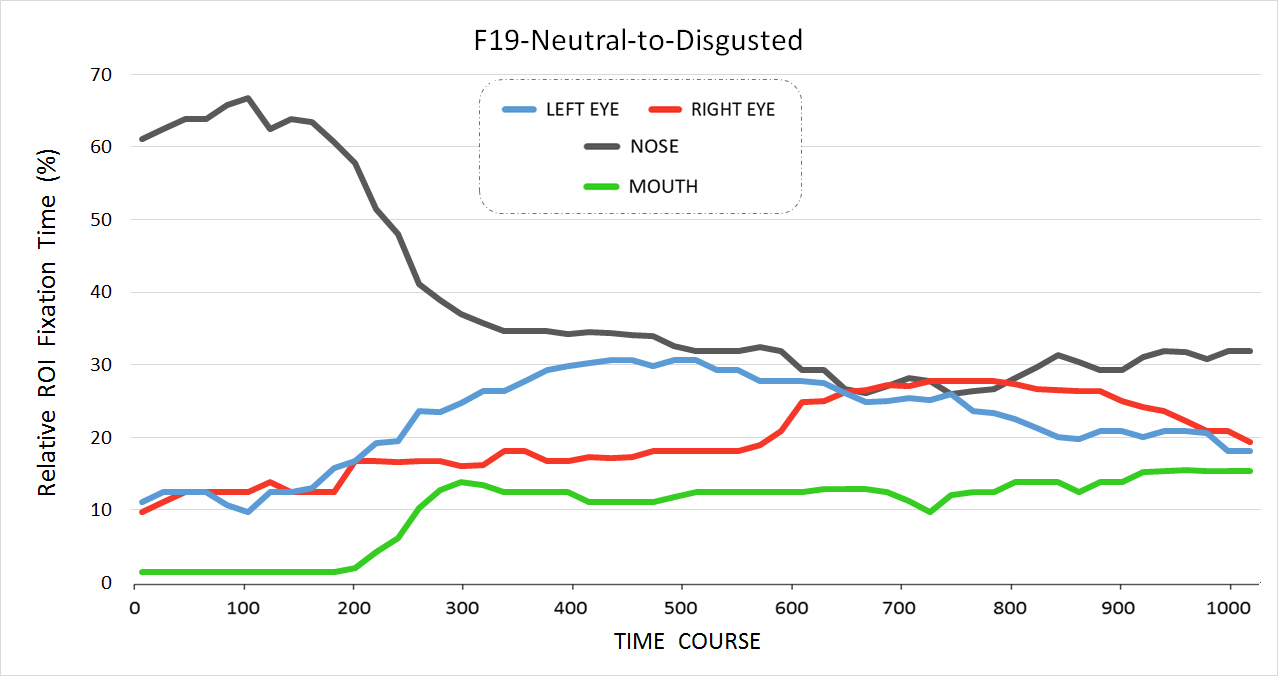 F19-Neutral-to-Disgusted
LEFT EYE RIGHT EYE
NOSE
MOUTH
Relative ROI Fixation Time (%)
70
60
50
40
30
20
10
0
0 100 200 300 400 500 600 700 800 900 1000
TIME COURSE